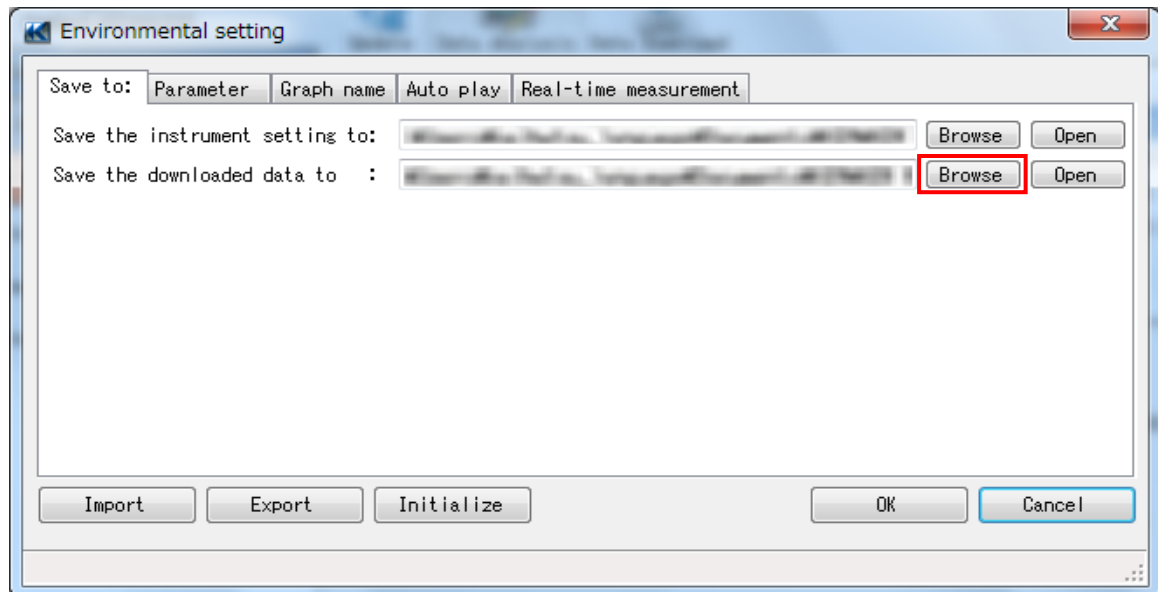 Environmental setting
Save to: Parameter Graph name Auto play Real-time measurement
Save the instrument setting to: Browse Open
Save the downloaded data to : Browse Open
Import Export Initialize OK Cancel